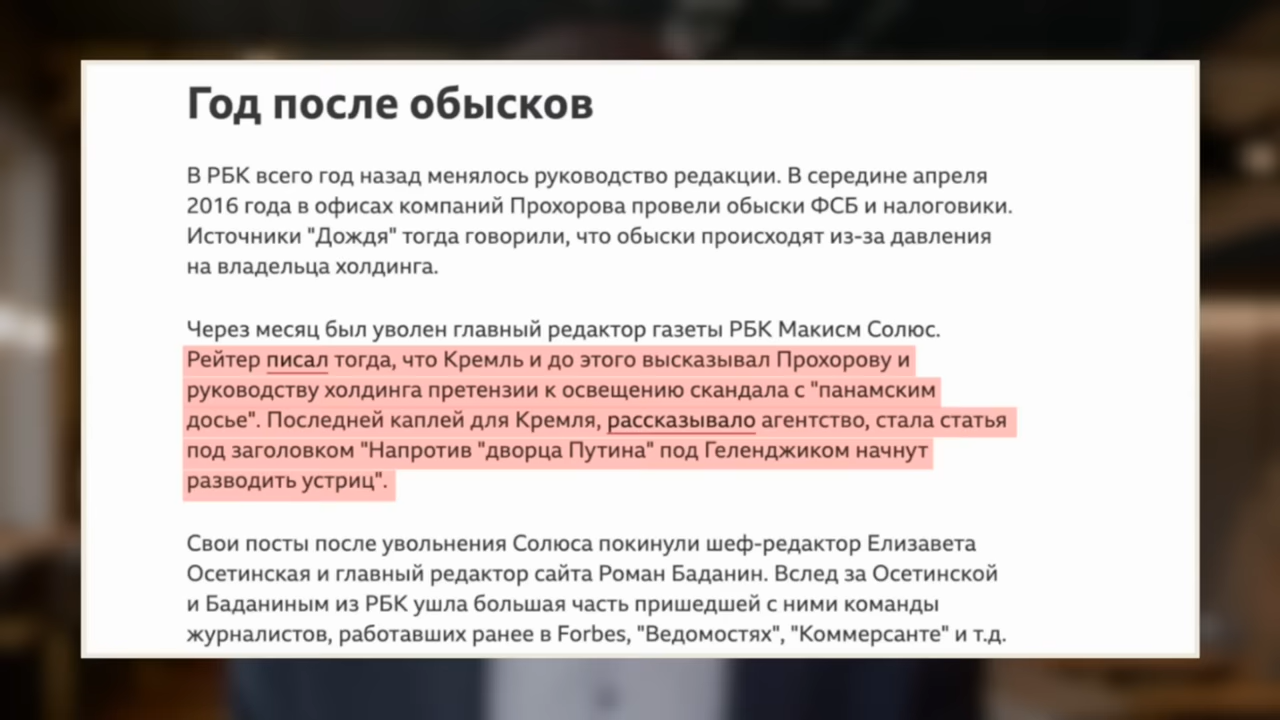 Год после обысков
В РБК всего год назад менялось руководство редакции. В середине апреля
2016 года в офисах компаний Прохорова провели обыски ФСБ и налоговики.
Источники "Дождя" тогда говорили, что обыски происходят из-за давления
на владельца холдинга.
Через месяц был уволен главный редактор газеты РБК Макисм Солюс.
Рейтер писал тогда, что Кремль и до этого высказывал Прохорову и
руководству холдинга претензии к освещению скандала с "панамским
досье". Последней каплей для Кремля, рассказывало агентство, стала статья
под заголовком "Напротив "дворца Путина" под Геленджиком начнут
разводить устриц".
Свои посты после увольнения Солюса покинули шеф-редактор Елизавета
Осетинская и главный редактор сайта Роман Баданин. Вслед за Осетинской
и Баданиным из РБК ушла большая часть пришедшей с ними команды
журналистов, работавших ранее в Forbes, "Ведомостях", "Коммерсанте" и т.д.